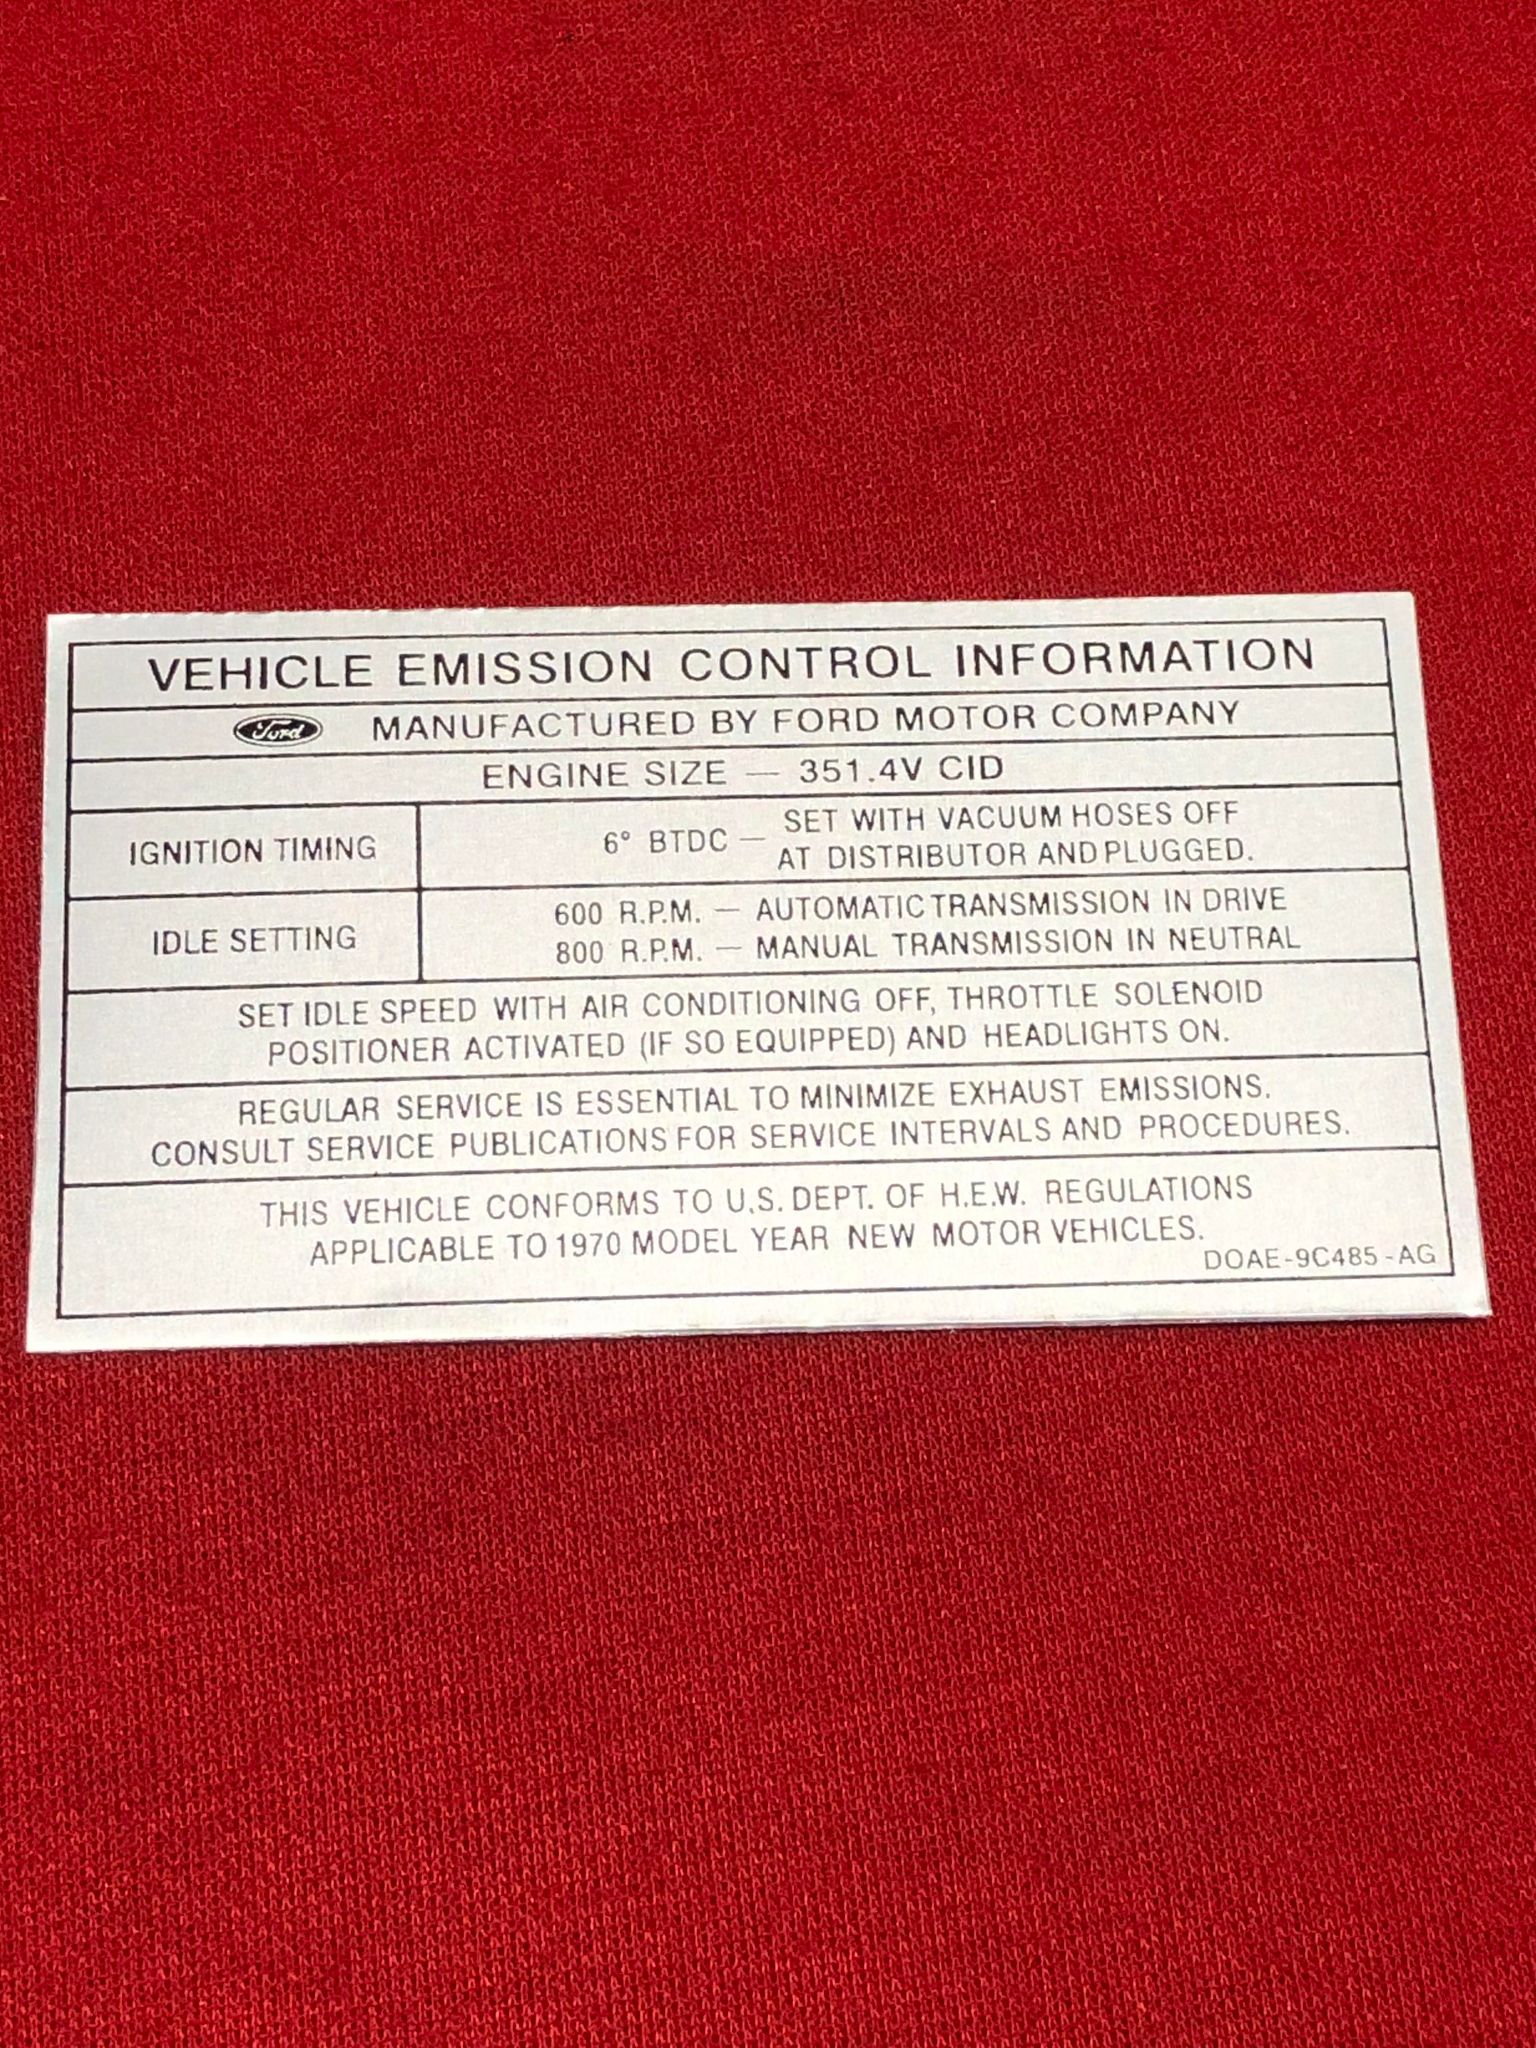 VEHICLE EMISSION CONTROL INFORMATION
Ford MANUFACTURED BY FORD MOTOR COMPANY
ENGINE SIZE — 351.4V CID
IGNITION TIMING
6° BTDC — SET WITH VACUUM HOSES OFF
AT DISTRIBUTOR AND PLUGGED.
IDLE SETTING
600 R.P.M. — AUTOMATIC TRANSMISSION IN DRIVE
800 R.P.M. — MANUAL TRANSMISSION IN NEUTRAL
SET IDLE SPEED WITH AIR CONDITIONING OFF, THROTTLE SOLENOID
POSITIONER ACTIVATED (IF SO EQUIPPED) AND HEADLIGHTS ON.
REGULAR SERVICE IS ESSENTIAL TO MINIMIZE EXHAUST EMISSIONS.
CONSULT SERVICE PUBLICATIONS FOR SERVICE INTERVALS AND PROCEDURES.
THIS VEHICLE CONFORMS TO U.S. DEPT. OF H.E.W. REGULATIONS
APPLICABLE TO 1970 MODEL YEAR NEW MOTOR VEHICLES.
DOAE-9C485-AG